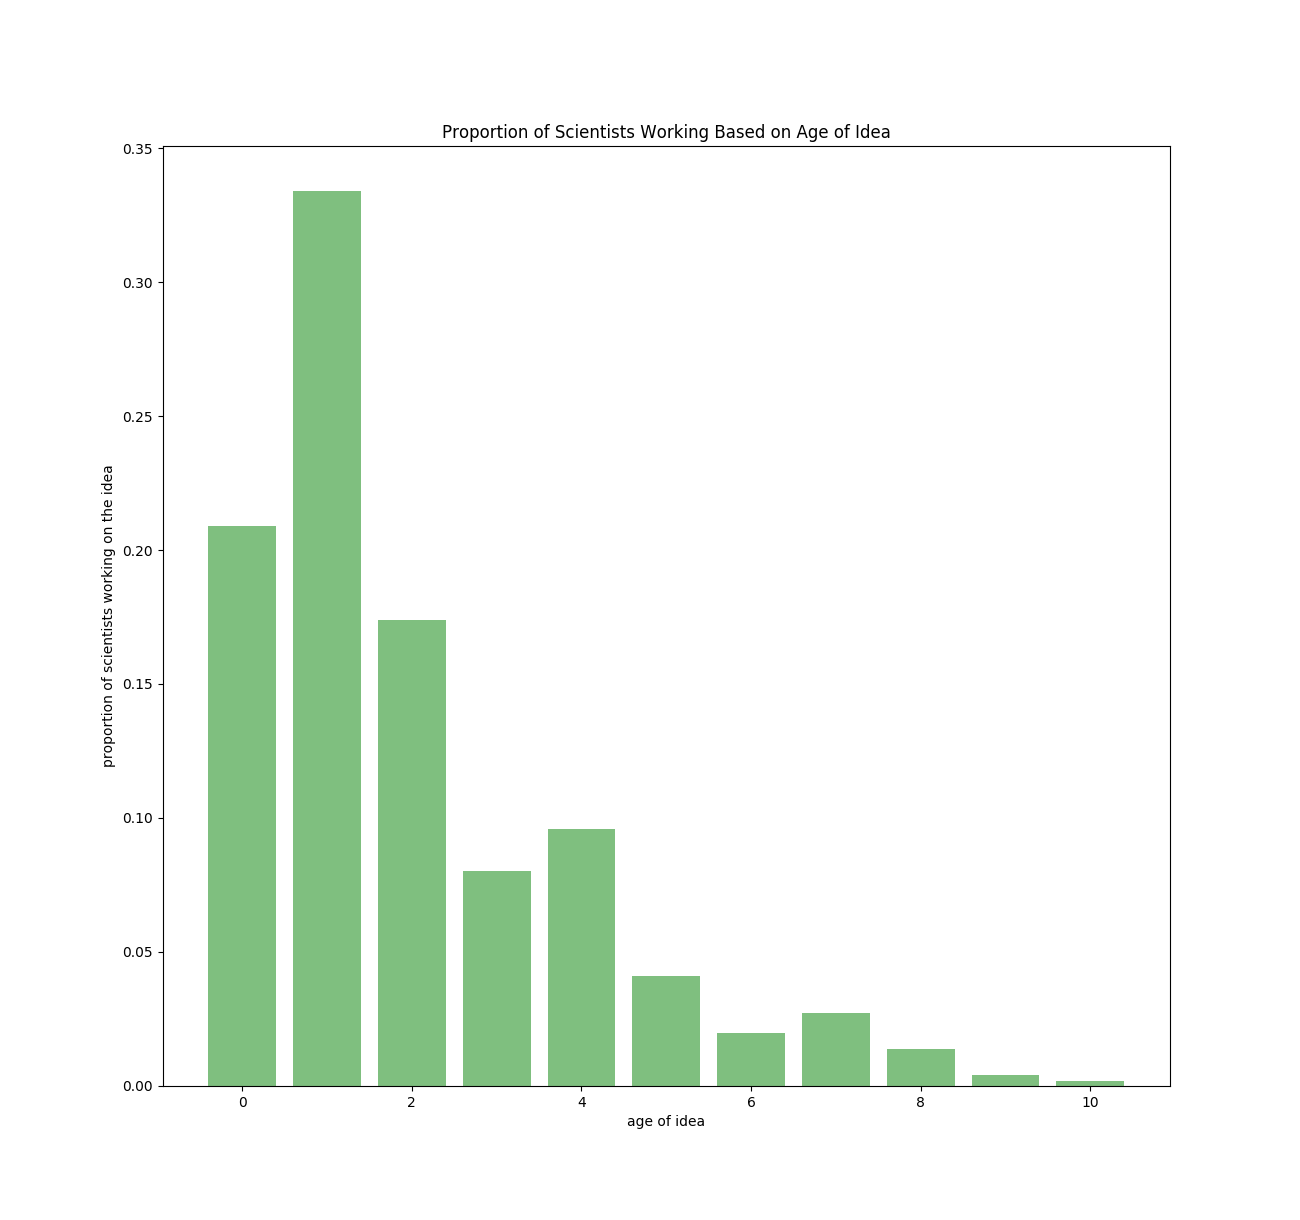 Proportion of Scientists Working Based on Age of Idea
0.35
0.30
0.25
0.20
0.15
0.10
0.05
0.00
proportion of scientists working on the idea
0 2 4 6 8 10
age of idea